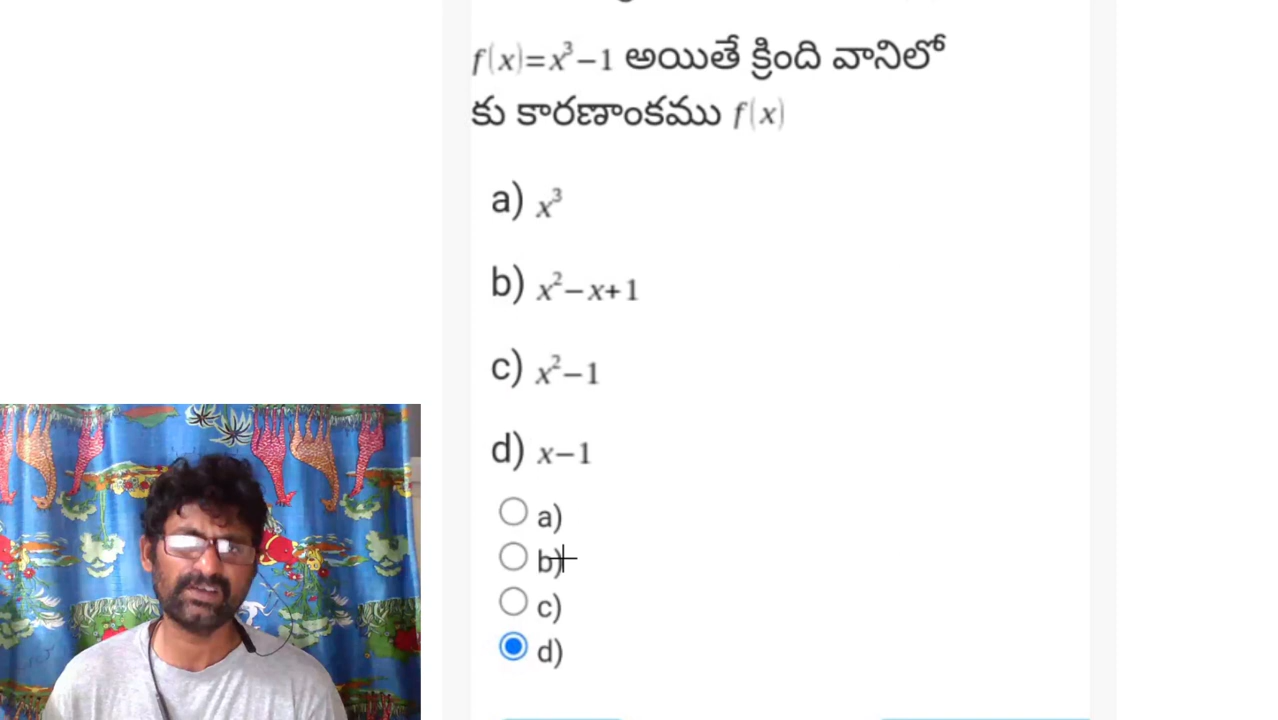 f(x)=x³−1 అయితే క్రింది వానిలో
కు కారణాంకము f(x)
a) x³
b) x²−x+1
c) x²−1
d) x−1
a)
b)
c)
d)